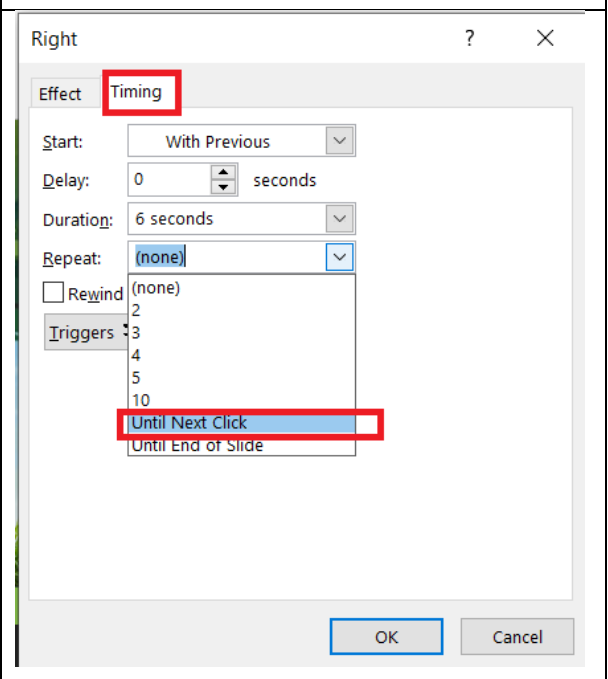 Right ?
Effect Timing
Start: With Previous
Delay: 0 seconds
Duration: 6 seconds
Repeat: (none)
Rewind (none)
2
Triggers 3
4
5
10
Until Next Click
Until End of Slide
OK Cancel